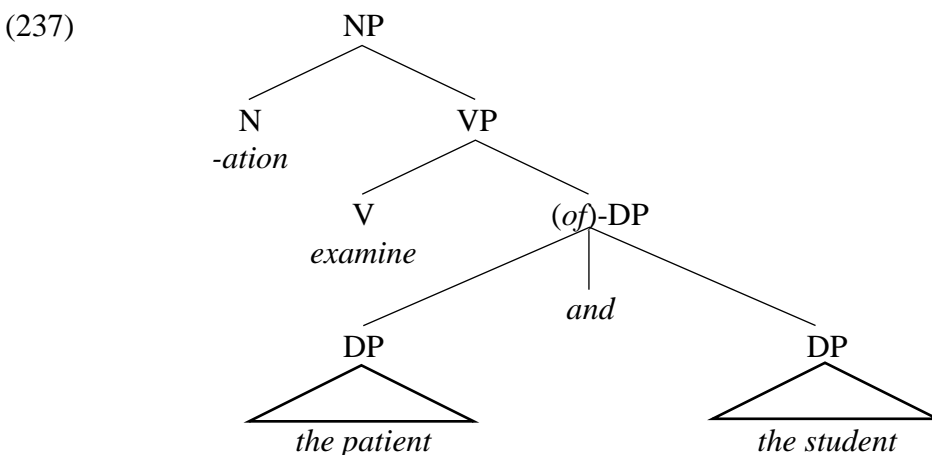 (237) NP
N VP
-ation
V (of)-DP
examine
and
DP DP
the patient the student